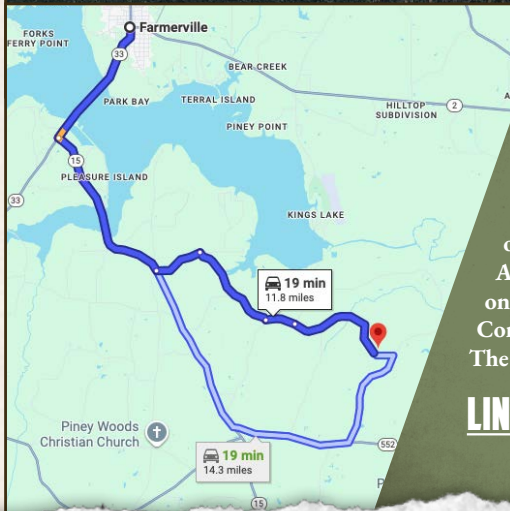 FORKS
FERRY POINT
Farmerville
33
BEAR CREEK
PARK BAY
TERRAL ISLAND
HILLTOP
SUBDIVISION
2
PINEY POINT
15
PLEASURE ISLAND
33
KINGS LAKE
19 min
11.8 miles
A
on
Con
The
LIN
Piney Woods
Christian Church
19 min
14.3 miles
552
15